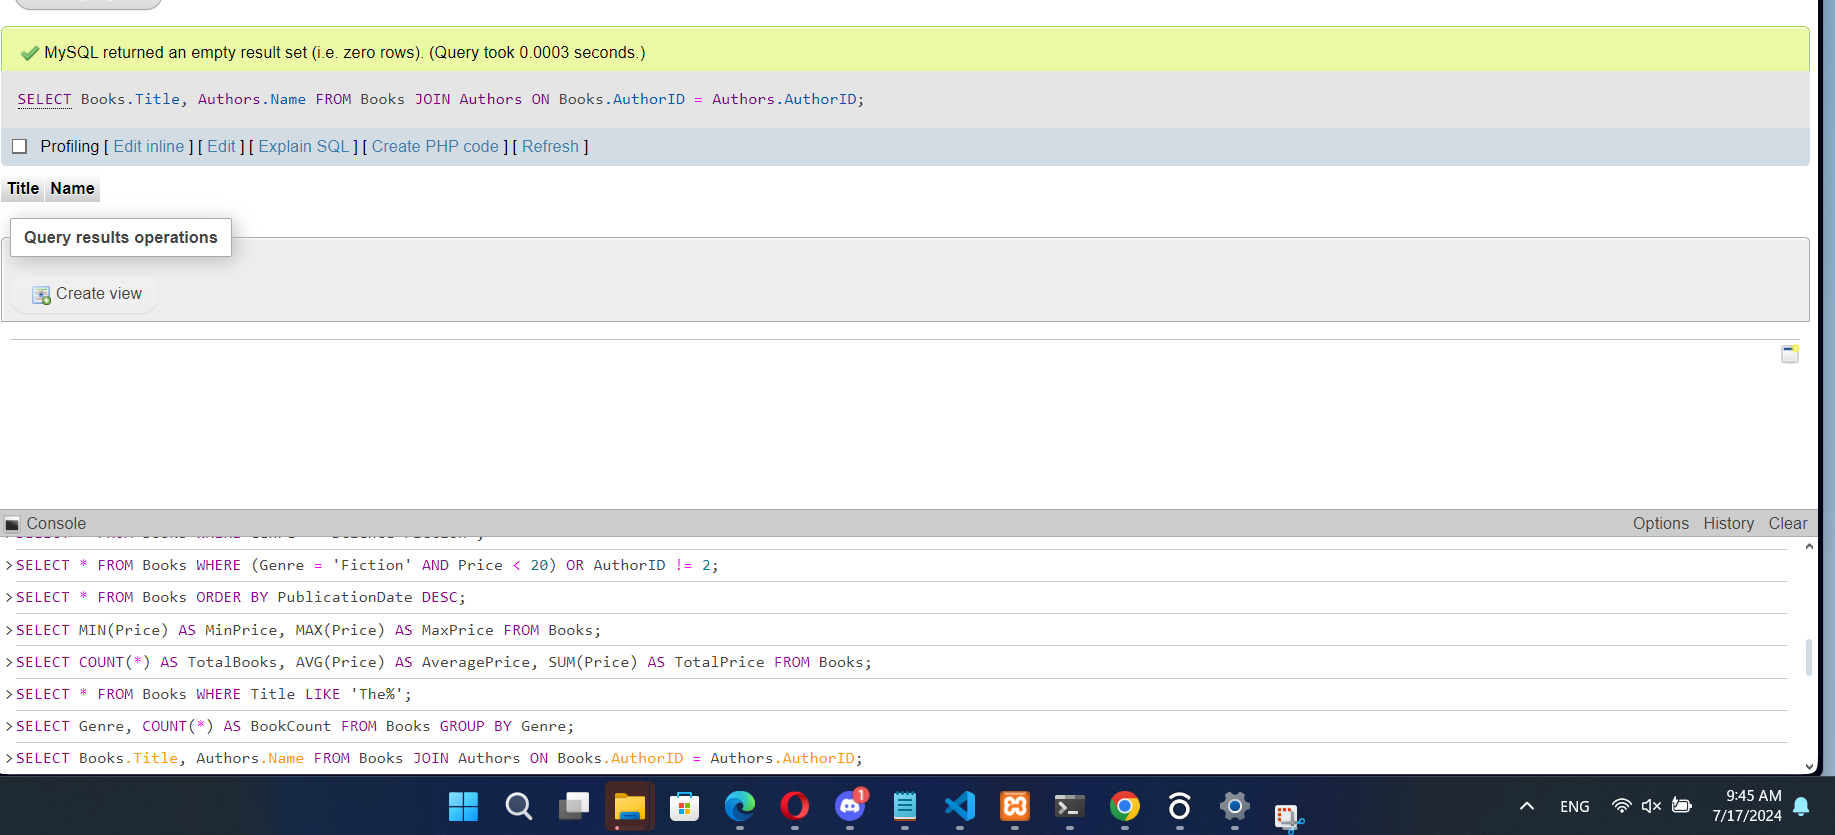 MySQL returned an empty result set (i.e. zero rows). (Query took 0.0003 seconds.)
SELECT Books.Title, Authors.Name FROM Books JOIN Authors ON Books.AuthorID = Authors.AuthorID;
Profiling [ Edit inline ] [ Edit ] [ Explain SQL ] [ Create PHP code ] [ Refresh ]
Title Name
Query results operations
Create view
Console Options History Clear
>SELECT * FROM Books WHERE (Genre = 'Fiction' AND Price < 20) OR AuthorID != 2;
>SELECT * FROM Books ORDER BY PublicationDate DESC;
>SELECT MIN(Price) AS MinPrice, MAX(Price) AS MaxPrice FROM Books;
>SELECT COUNT(*) AS TotalBooks, AVG(Price) AS AveragePrice, SUM(Price) AS TotalPrice FROM Books;
>SELECT * FROM Books WHERE Title LIKE 'The%';
>SELECT Genre, COUNT(*) AS BookCount FROM Books GROUP BY Genre;
>SELECT Books.Title, Authors.Name FROM Books JOIN Authors ON Books.AuthorID = Authors.AuthorID;
1
ENG
9:45 AM
7/17/2024